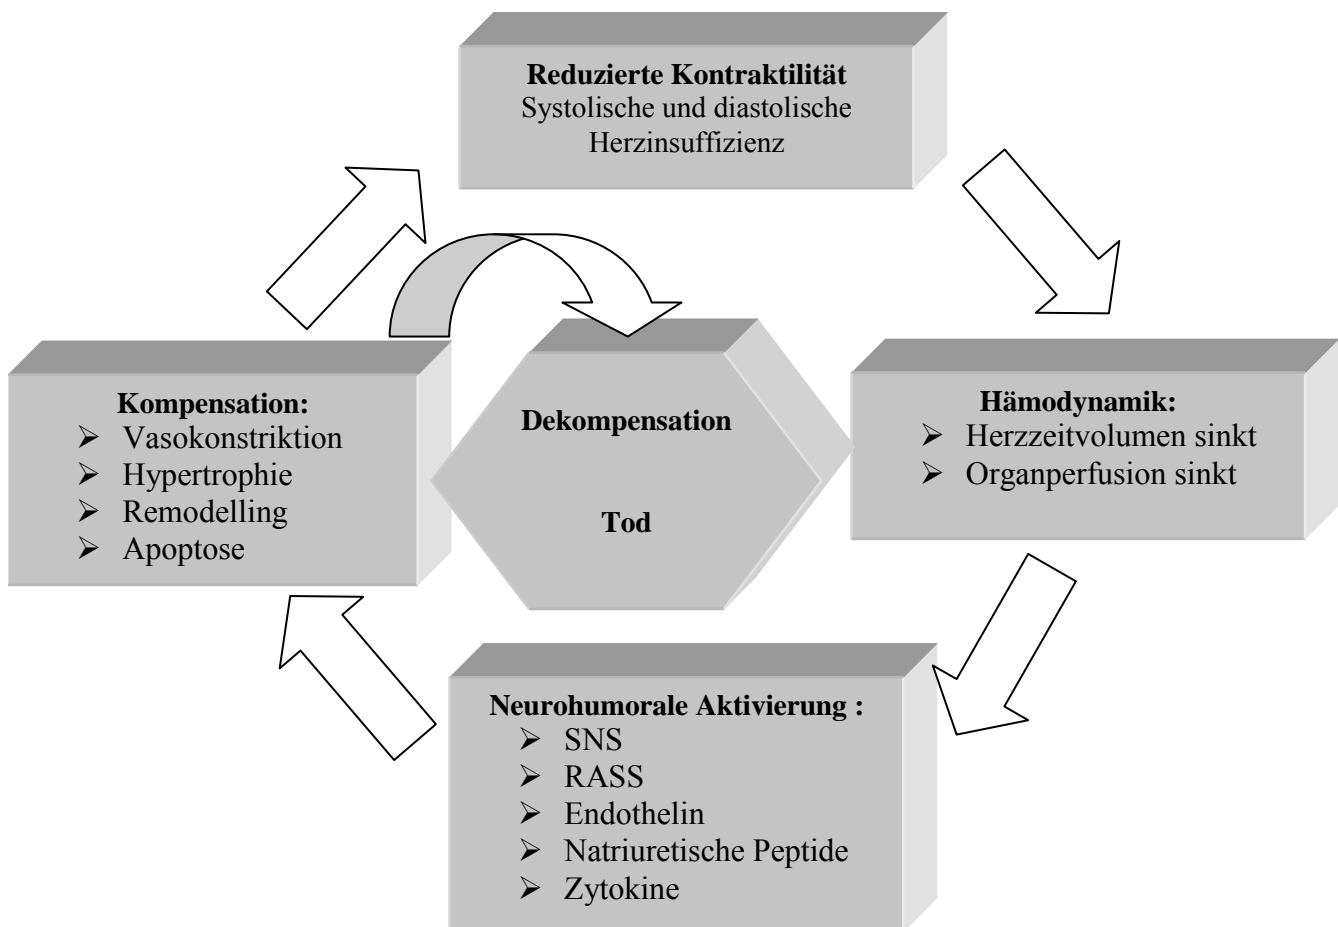 Reduzierte Kontraktilität
Systolische und diastolische
Herzinsuffizienz
Kompensation:
➢ Vasokonstriktion
➢ Hypertrophie
➢ Remodelling
➢ Apoptose
Dekompensation
Tod
Hämodynamik:
➢ Herzzeitvolumen sinkt
➢ Organperfusion sinkt
Neurohumorale Aktivierung :
➢ SNS
➢ RASS
➢ Endothelin
➢ Natriuretische Peptide
➢ Zytokine